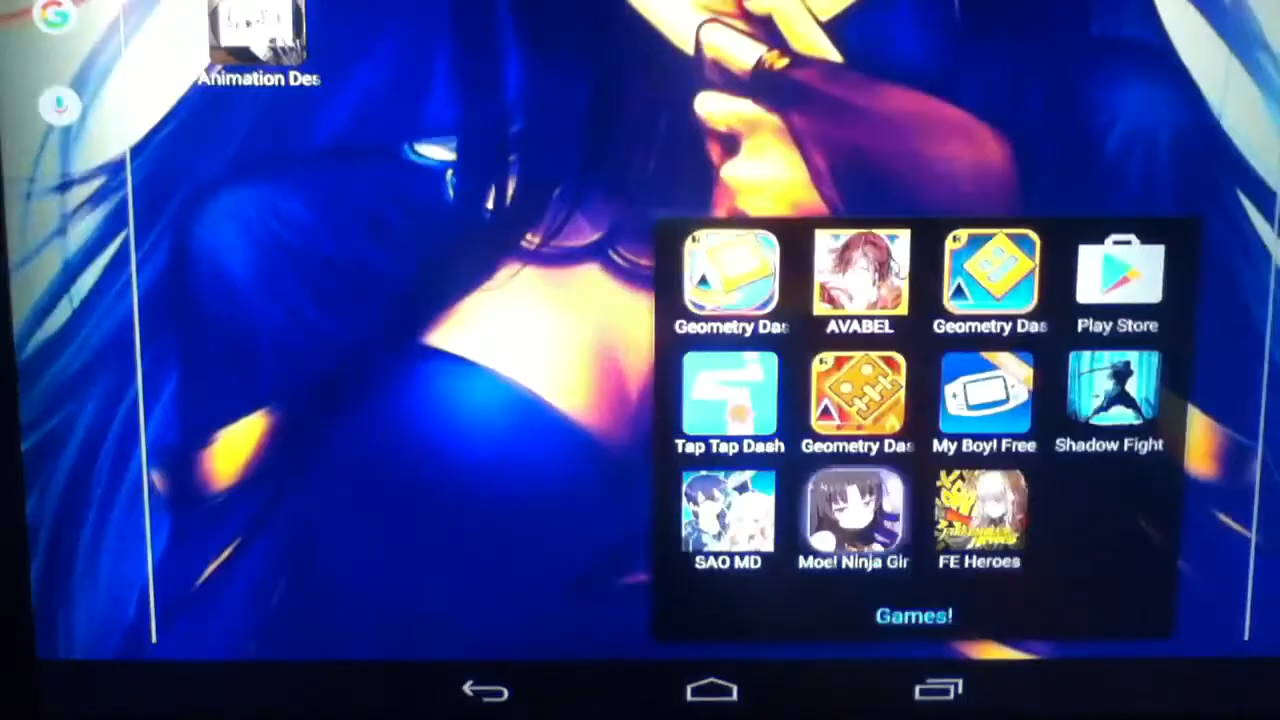 Animation Des
Geometry Das
AVABEL
Geometry Das
Play Store
Tap Tap Dash
Geometry Das
My Boy! Free
Shadow Fight
SAO MD
Moe! Ninja Gir
FE Heroes
Games!